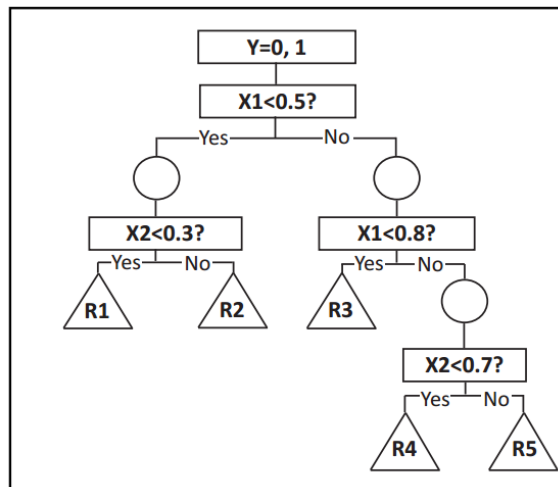 Y=0, 1
X1<0.5?
Yes No
X2<0.3? X1<0.8?
Yes No Yes No
R1 R2 R3
X2<0.7?
Yes No
R4 R5